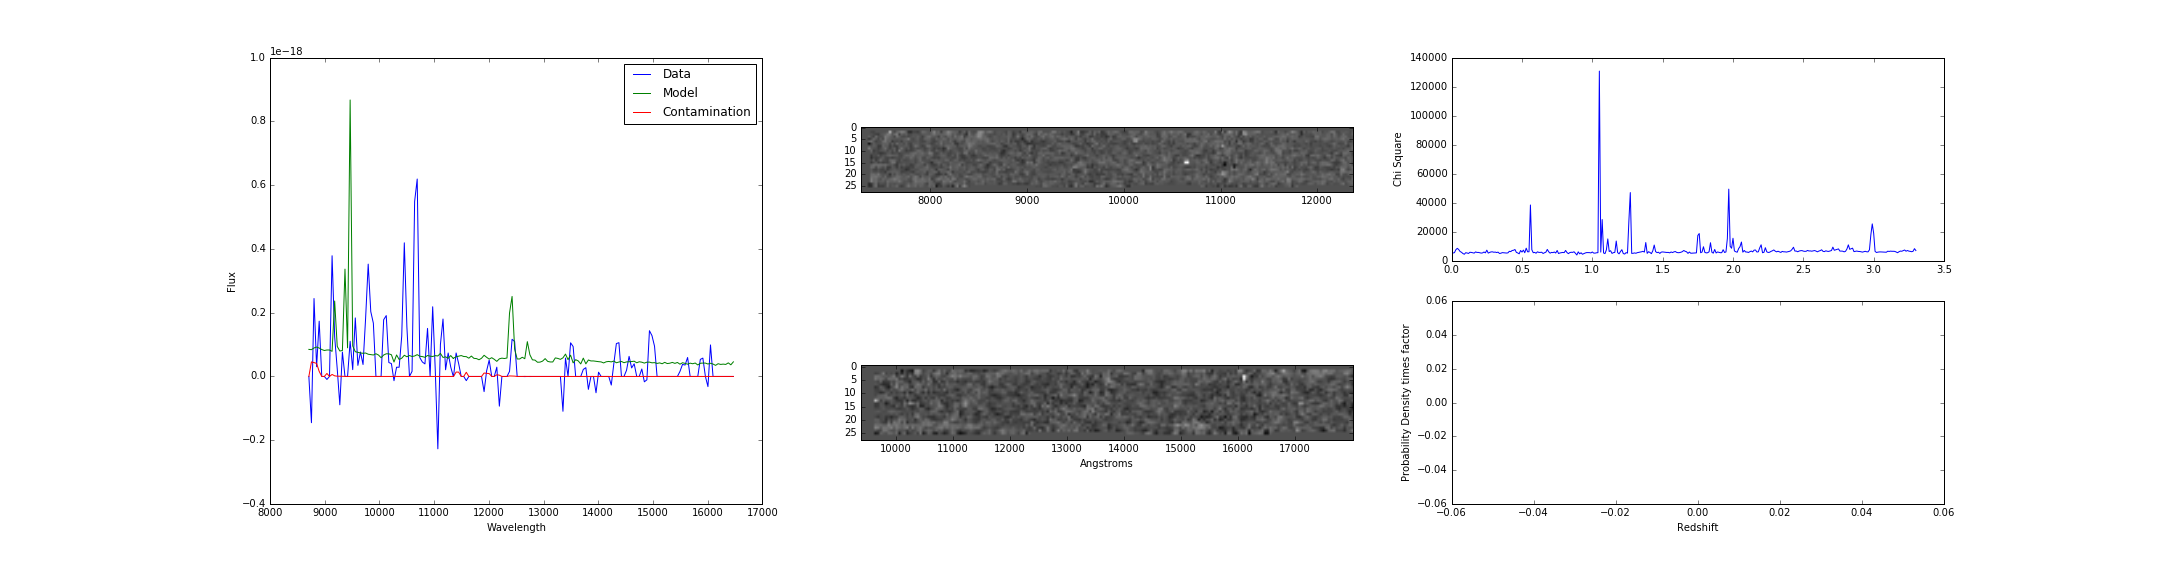 1e−18
1.0
0.8
0.6
0.4
0.2
0.0
−0.2
−0.4
Flux
8000 9000 10000 11000 12000 13000 14000 15000 16000 17000
Wavelength
Data
Model
Contamination
0
5
10
15
20
25
8000 9000 10000 11000 12000
0
5
10
15
20
25
10000 11000 12000 13000 14000 15000 16000 17000
Angstroms
140000
120000
100000
80000
60000
40000
20000
0
Chi Square
0.0 0.5 1.0 1.5 2.0 2.5 3.0 3.5
0.06
0.04
0.02
0.00
−0.02
−0.04
−0.06
Probability Density times factor
−0.06 −0.04 −0.02 0.00 0.02 0.04 0.06
Redshift